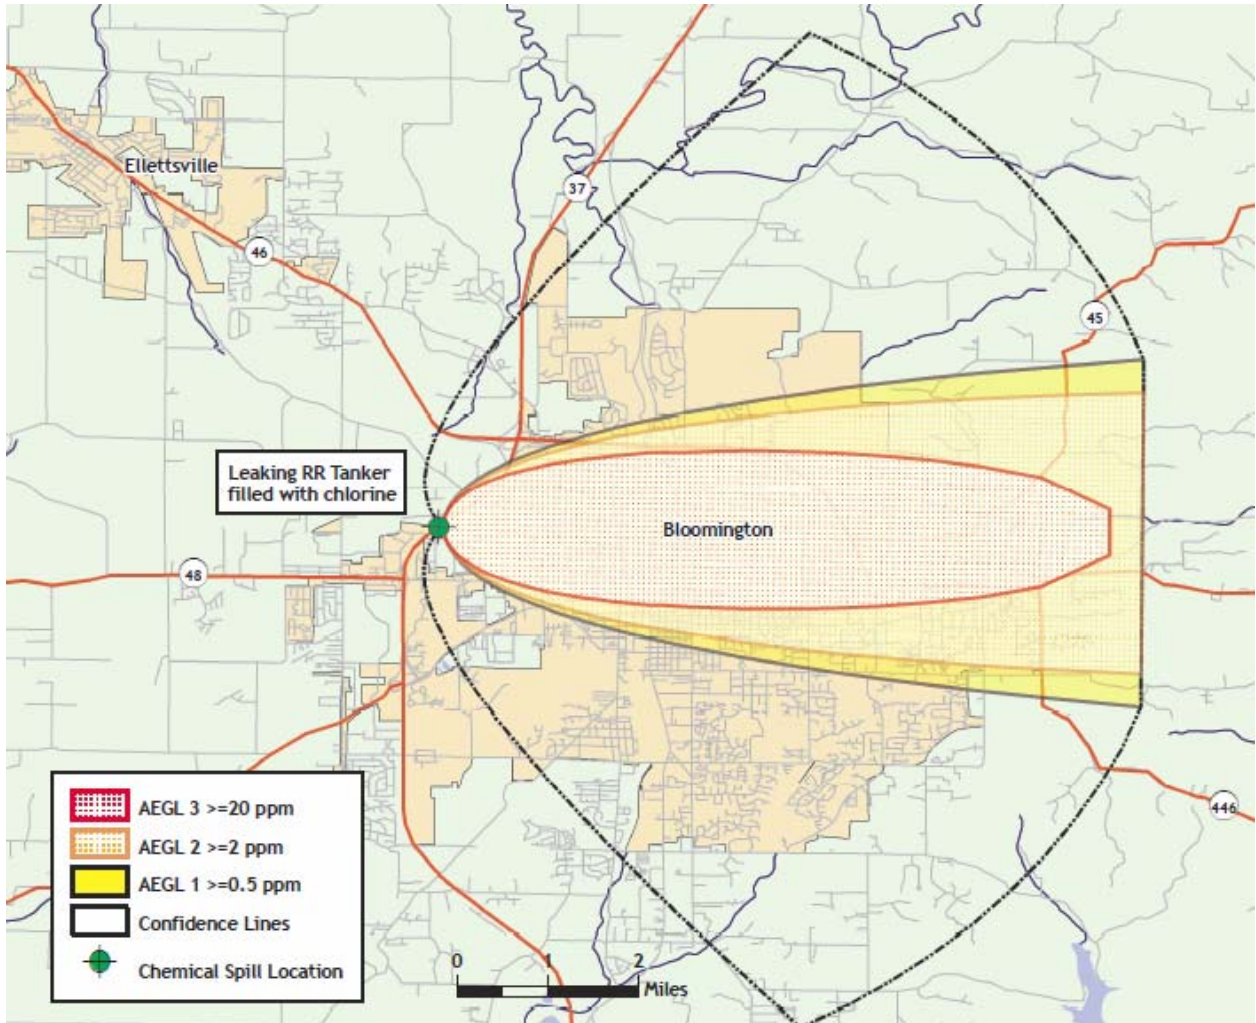 Ellettsville
37
46
45
Leaking RR Tanker
filled with chlorine
Bloomington
48
446
AEGL 3 >=20 ppm
AEGL 2 >=2 ppm
AEGL 1 >=0.5 ppm
Confidence Lines
Chemical Spill Location
0 1 2
Miles